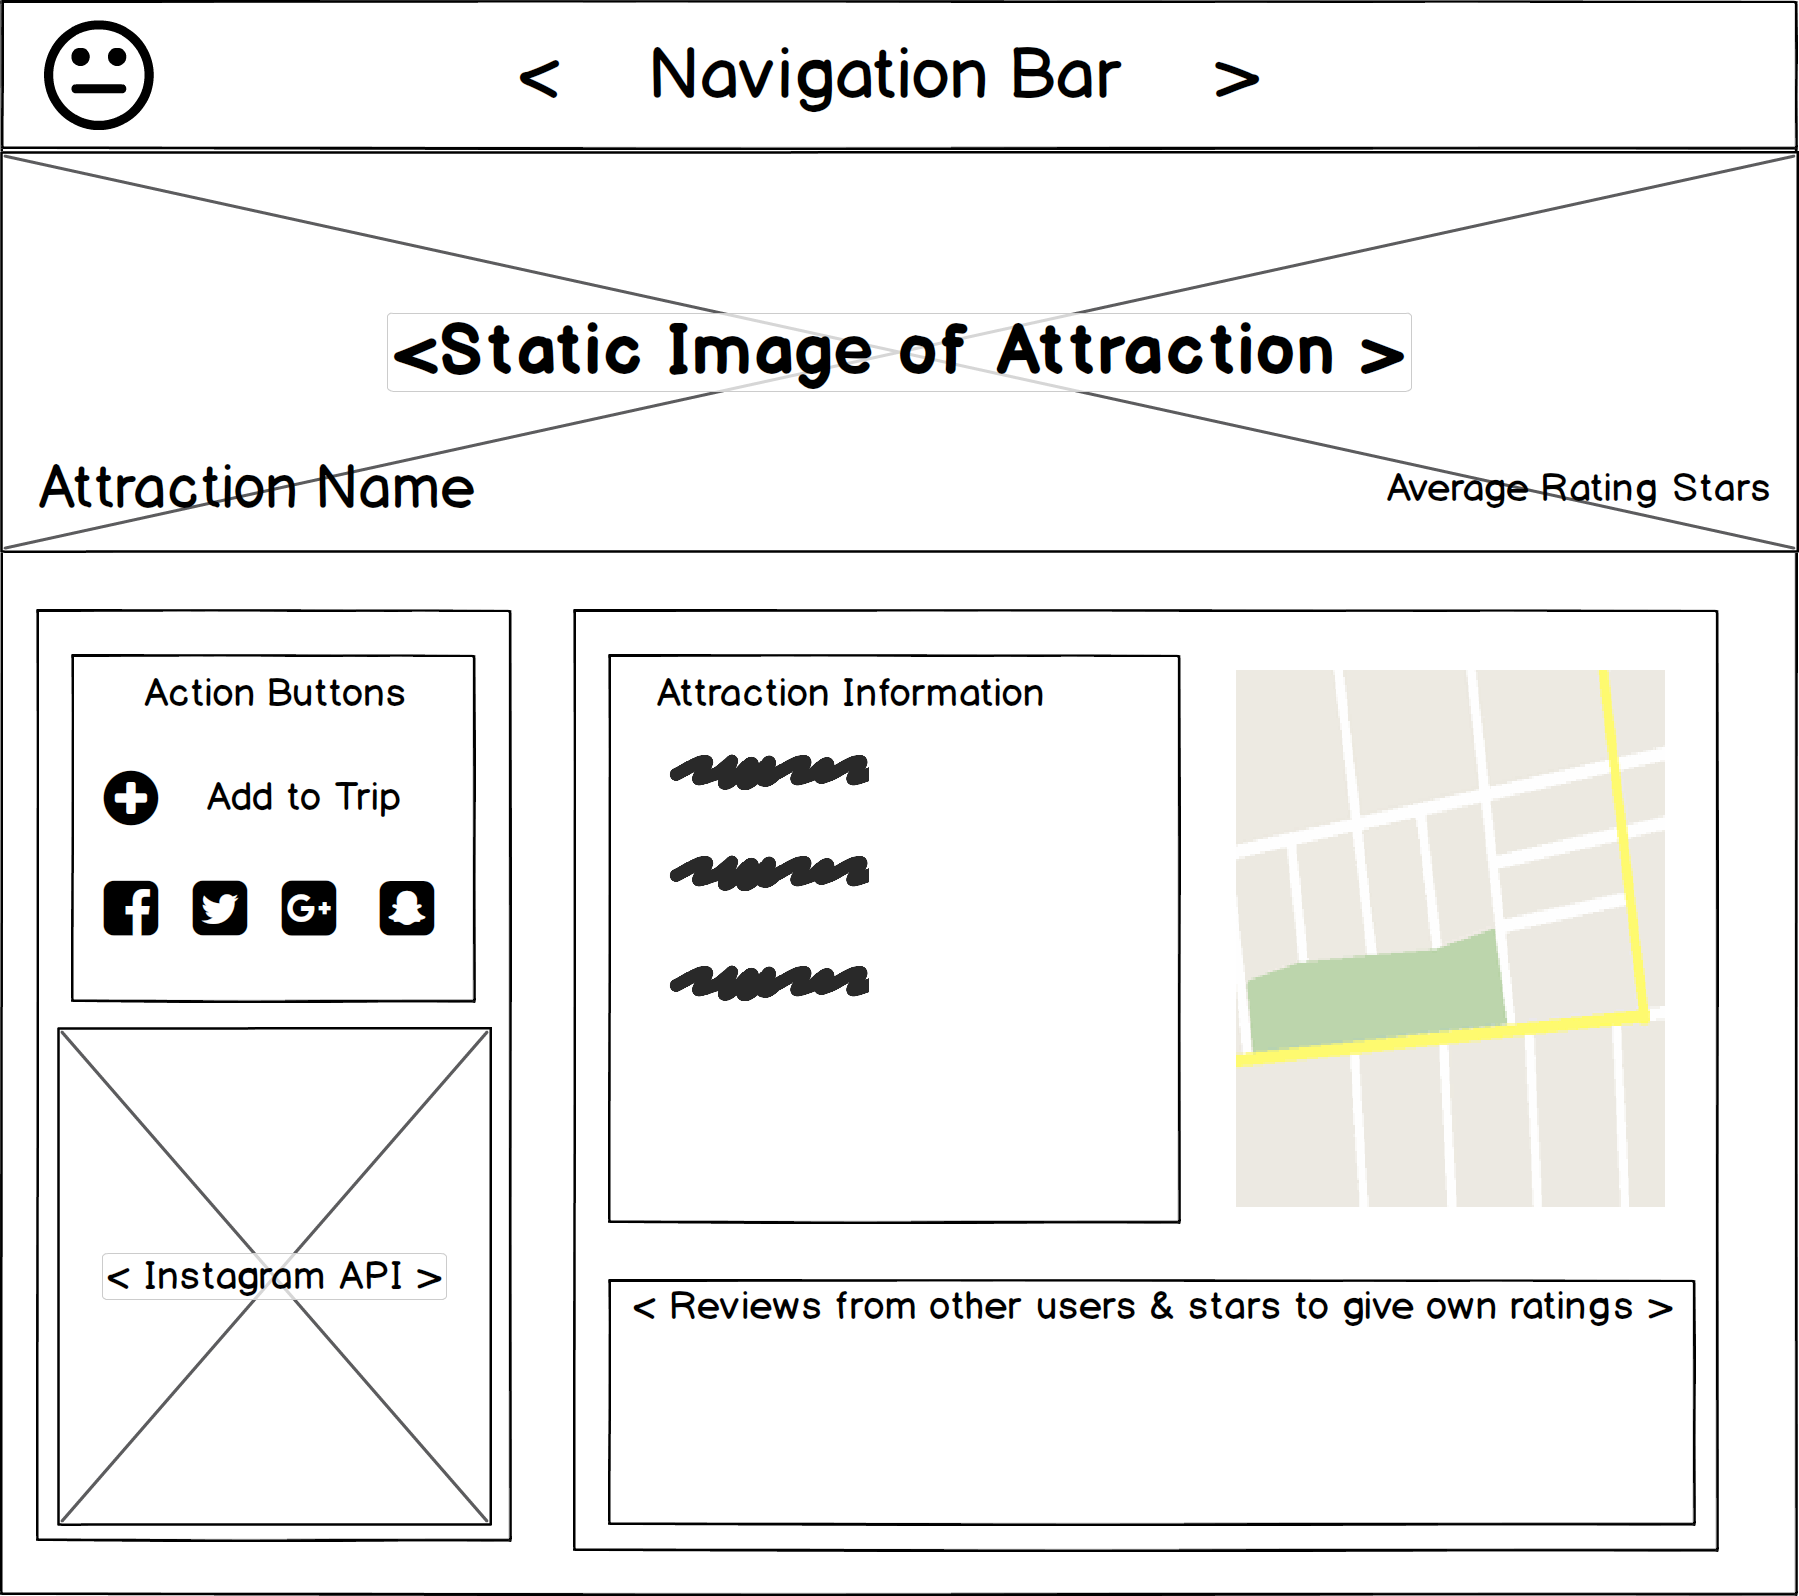 < Navigation Bar >
<Static Image of Attraction >
Attraction Name
Average Rating Stars
Action Buttons
Add to Trip
G+
< Instagram API >
Attraction Information
< Reviews from other users & stars to give own ratings >